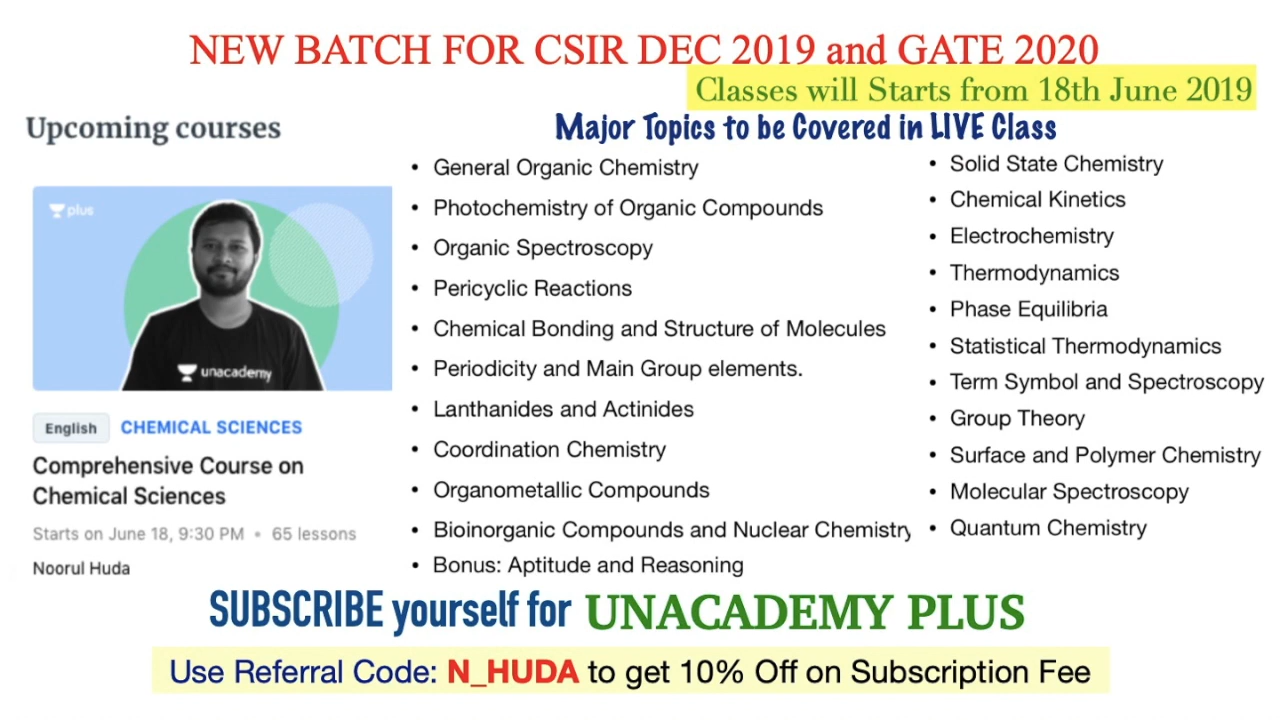 NEW BATCH FOR CSIR DEC 2019 and GATE 2020
Classes will Starts from 18th June 2019
Upcoming courses
plus
unacademy
English CHEMICAL SCIENCES
Comprehensive Course on
Chemical Sciences
Starts on June 18, 9:30 PM • 65 lessons
Noorul Huda
Major Topics to be Covered in LIVE Class
• General Organic Chemistry
• Photochemistry of Organic Compounds
• Organic Spectroscopy
• Pericyclic Reactions
• Chemical Bonding and Structure of Molecules
• Periodicity and Main Group elements.
• Lanthanides and Actinides
• Coordination Chemistry
• Organometallic Compounds
• Bioinorganic Compounds and Nuclear Chemistry
• Bonus: Aptitude and Reasoning
• Solid State Chemistry
• Chemical Kinetics
• Electrochemistry
• Thermodynamics
• Phase Equilibria
• Statistical Thermodynamics
• Term Symbol and Spectroscopy
• Group Theory
• Surface and Polymer Chemistry
• Molecular Spectroscopy
• Quantum Chemistry
SUBSCRIBE yourself for UNACADEMY PLUS
Use Referral Code: N_HUDA to get 10% Off on Subscription Fee